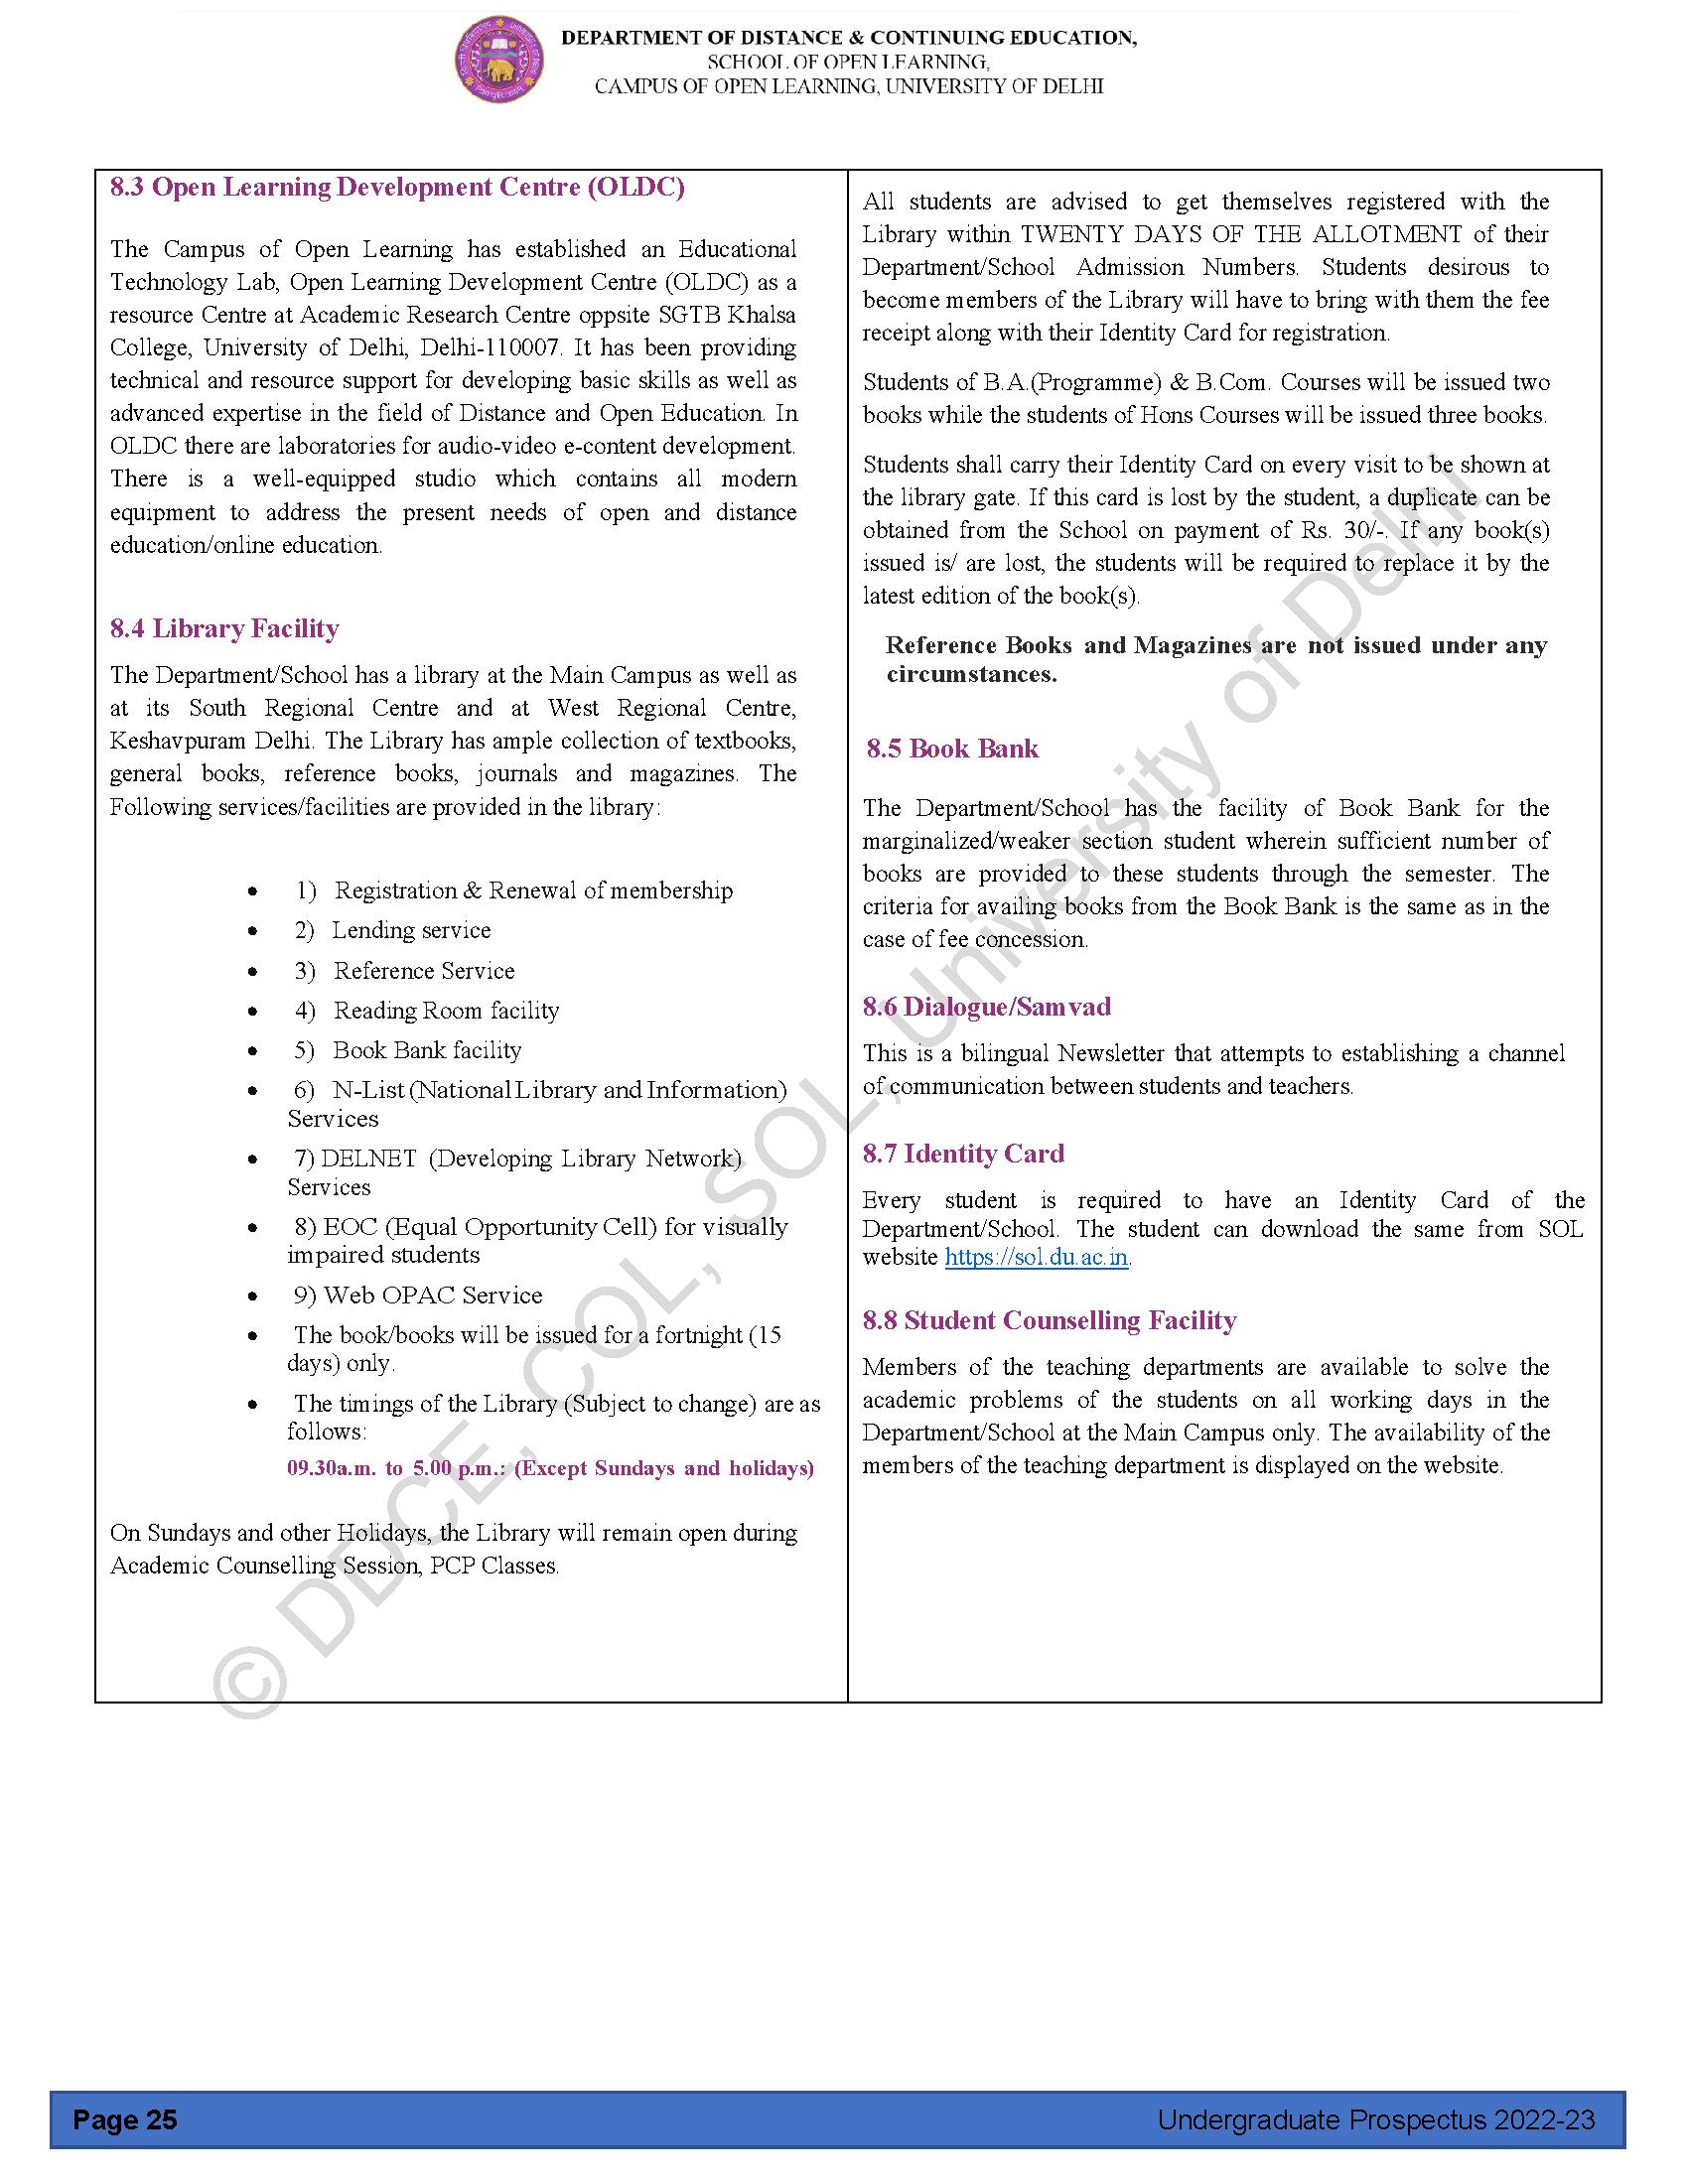 DEPARTMENT OF DISTANCE & CONTINUING EDUCATION,
SCHOOL OF OPEN LEARNING,
CAMPUS OF OPEN LEARNING, UNIVERSITY OF DELHI
8.3 Open Learning Development Centre (OLDC)
The Campus of Open Learning has established an Educational
Technology Lab, Open Learning Development Centre (OLDC) as a
resource Centre at Academic Research Centre oppsite SGTB Khalsa
College, University of Delhi, Delhi-110007. It has been providing
technical and resource support for developing basic skills as well as
advanced expertise in the field of Distance and Open Education. In
OLDC there are laboratories for audio-video e-content development.
There is a well-equipped studio which contains all modern
equipment to address the present needs of open and distance
education/online education.
8.4 Library Facility
The Department/School has a library at the Main Campus as well as
at its South Regional Centre and at West Regional Centre,
Keshavpuram Delhi. The Library has ample collection of textbooks,
general books, reference books, journals and magazines. The
Following services/facilities are provided in the library:
• 1) Registration & Renewal of membership
• 2) Lending service
• 3) Reference Service
• 4) Reading Room facility
• 5) Book Bank facility
• 6) N-List (National Library and Information)
Services
• 7) DELNET (Developing Library Network)
Services
• 8) EOC (Equal Opportunity Cell) for visually
impaired students
• 9) Web OPAC Service
• The book/books will be issued for a fortnight (15
days) only.
• The timings of the Library (Subject to change) are as
follows:
09.30a.m. to 5.00 p.m.: (Except Sundays and holidays)
On Sundays and other Holidays, the Library will remain open during
Academic Counselling Session, PCP Classes.
All students are advised to get themselves registered with the
Library within TWENTY DAYS OF THE ALLOTMENT of their
Department/School Admission Numbers. Students desirous to
become members of the Library will have to bring with them the fee
receipt along with their Identity Card for registration.
Students of B.A.(Programme) & B.Com. Courses will be issued two
books while the students of Hons Courses will be issued three books.
Students shall carry their Identity Card on every visit to be shown at
the library gate. If this card is lost by the student, a duplicate can be
obtained from the School on payment of Rs. 30/-. If any book(s)
issued is/ are lost, the students will be required to replace it by the
latest edition of the book(s).
Reference Books and Magazines are not issued under any
circumstances.
8.5 Book Bank
The Department/School has the facility of Book Bank for the
marginalized/weaker section student wherein sufficient number of
books are provided to these students through the semester. The
criteria for availing books from the Book Bank is the same as in the
case of fee concession.
8.6 Dialogue/Samvad
This is a bilingual Newsletter that attempts to establishing a channel
of communication between students and teachers.
8.7 Identity Card
Every student is required to have an Identity Card of the
Department/School. The student can download the same from SOL
website https://sol.du.ac.in.
8.8 Student Counselling Facility
Members of the teaching departments are available to solve the
academic problems of the students on all working days in the
Department/School at the Main Campus only. The availability of the
members of the teaching department is displayed on the website.
© DDCE, COL, SOL, University of Delhi
Page 25
Undergraduate Prospectus 2022-23